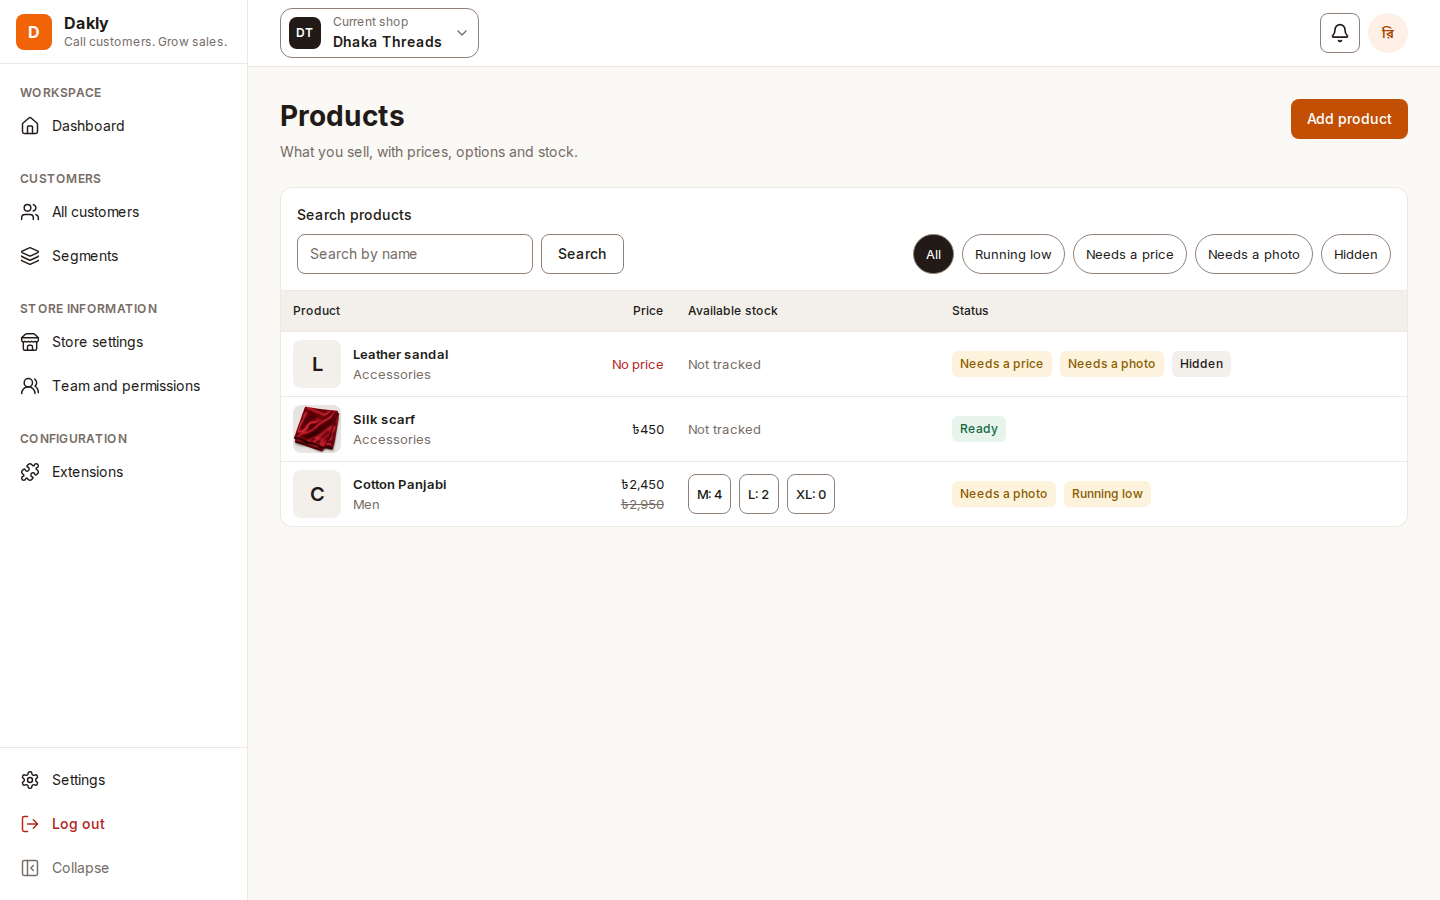 D
Dakly
Call customers. Grow sales.
WORKSPACE
Dashboard
CUSTOMERS
All customers
Segments
STORE INFORMATION
Store settings
Team and permissions
CONFIGURATION
Extensions
Settings
Log out
Collapse
DT
Current shop
Dhaka Threads
রি
Products
Add product
What you sell, with prices, options and stock.
Search products
Search by name
Search
All
Running low
Needs a price
Needs a photo
Hidden
Product Price Available stock Status
L
Leather sandal
Accessories
No price
Not tracked
Needs a price
Needs a photo
Hidden
Silk scarf
Accessories
৳450
Not tracked
Ready
C
Cotton Panjabi
Men
৳2,450
৳2,950
M: 4
L: 2
XL: 0
Needs a photo
Running low